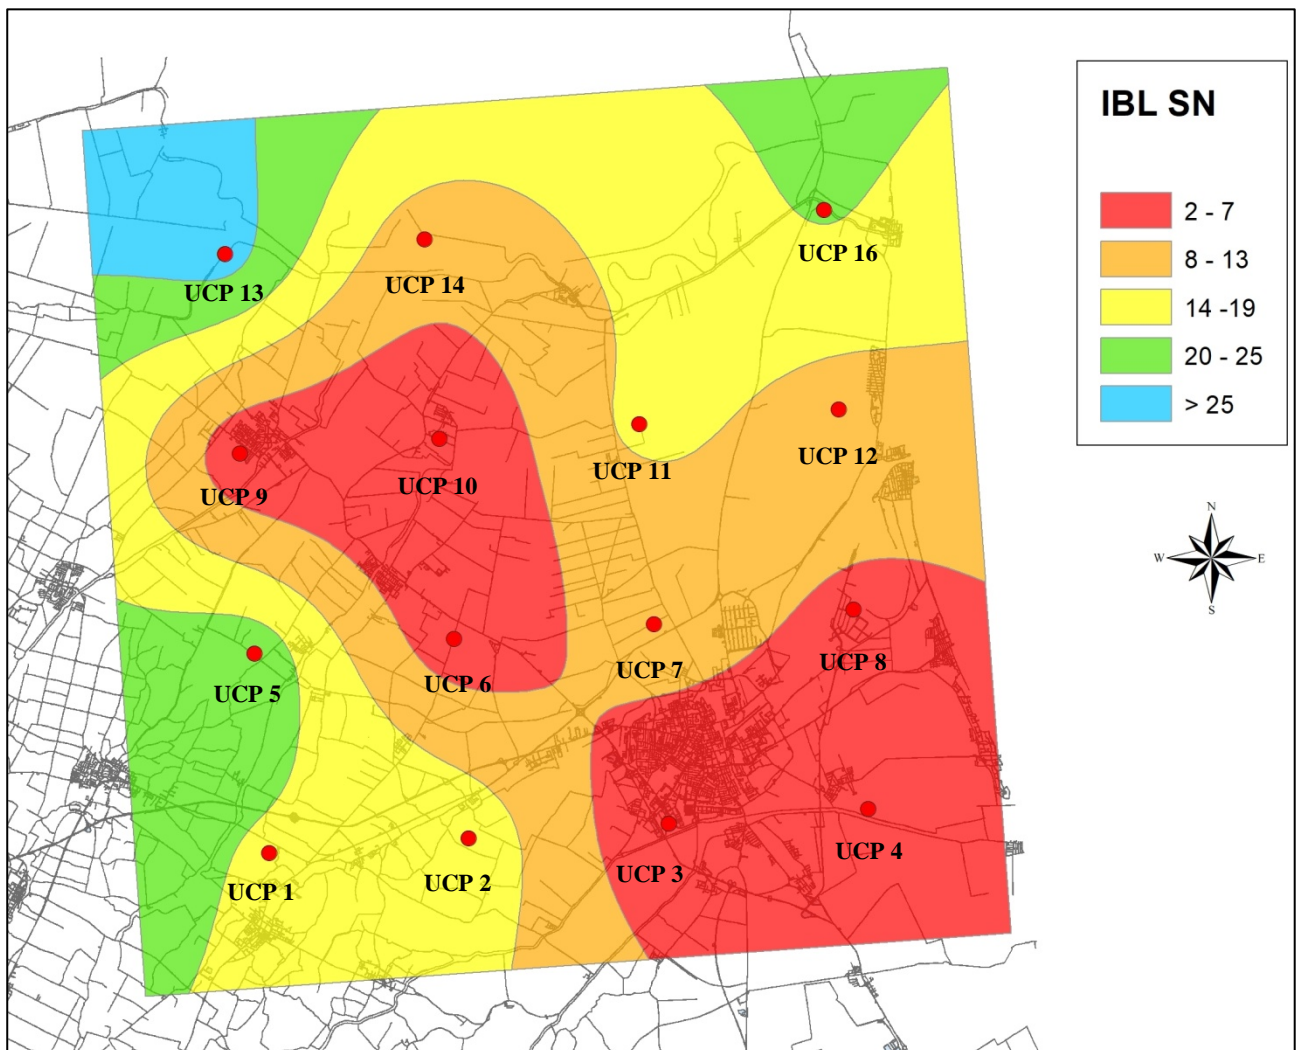 IBL SN
2 - 7
8 - 13
14 -19
20 - 25
> 25
UCP 16
UCP 14
UCP 13
UCP 12
UCP 11
UCP 10
UCP 9
N
W
E
S
UCP 8
UCP 7
UCP 6
UCP 5
UCP 4
UCP 3
UCP 2
UCP 1